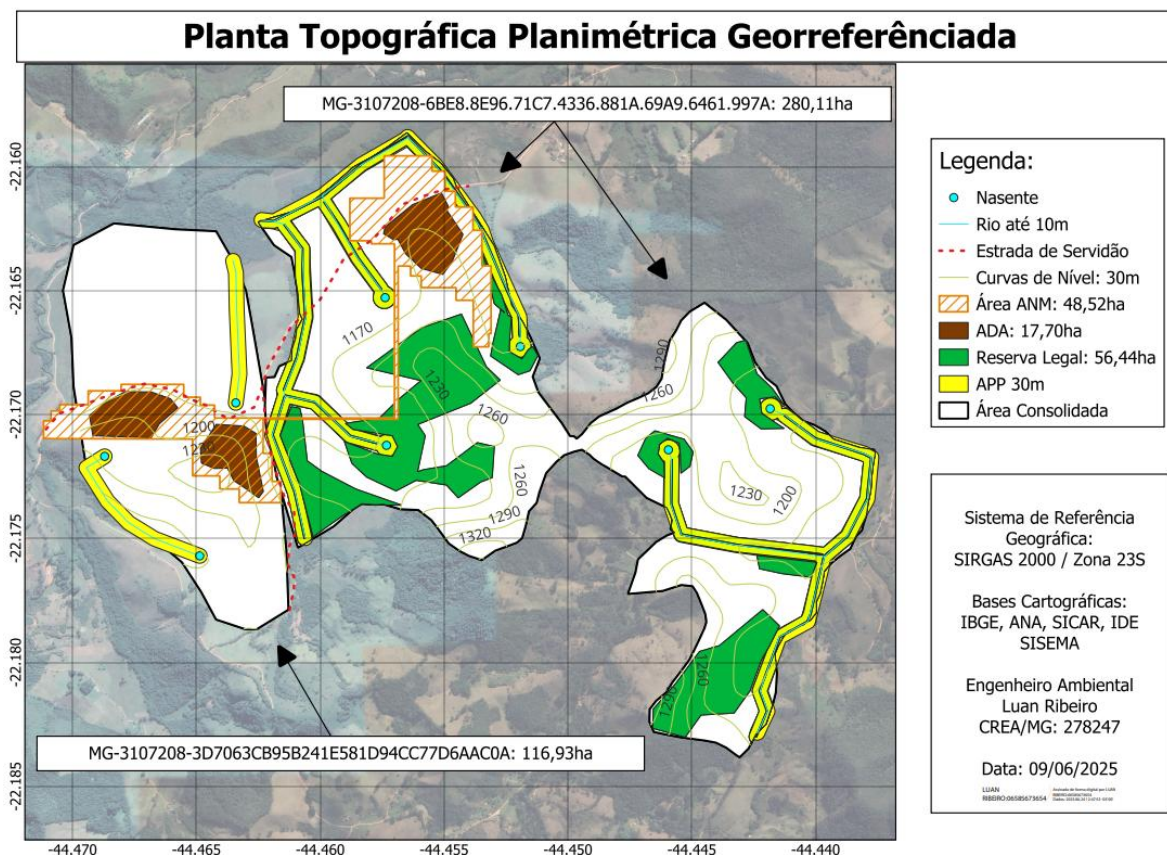 Planta Topográfica Planimétrica Georreferênciada
MG-3107208-6BE8.8E96.71C7.4336.881A.69A9.6461.997A: 280,11ha
-22.160
-22.165
-22.170
-22.175
-22.180
-22.185
1170
1230
1260
1290
1260
1200
1230
1260
1290
1320
1230
1200
1260
1290
MG-3107208-3D7063CB95B241E581D94CC77D6AAC0A: 116,93ha
-44.470
-44.465
-44.460
-44.455
-44.450
-44.445
-44.440
Legenda:
Nasente
Rio até 10m
Estrada de Servidão
Curvas de Nível: 30m
Área ANM: 48,52ha
ADA: 17,70ha
Reserva Legal: 56,44ha
APP 30m
Área Consolidada
Sistema de Referência
Geográfica:
SIRGAS 2000 / Zona 23S
Bases Cartográficas:
IBGE, ANA, SICAR, IDE
SISEMA
Engenheiro Ambiental
Luan Ribeiro
CREA/MG: 278247
Data: 09/06/2025
LUAN
RIBEIRO:06585673654